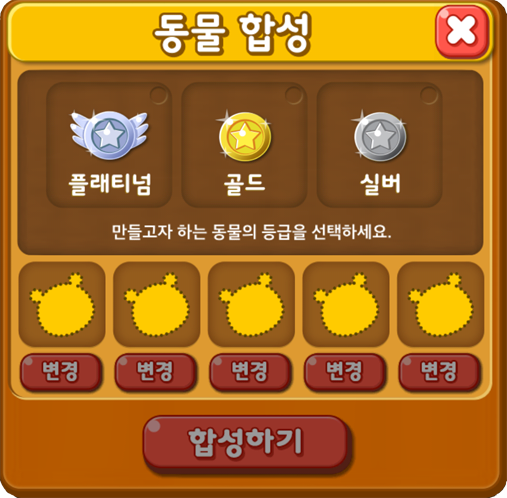 동물 합성
플래티넘 골드 실버
만들고자 하는 동물의 등급을 선택하세요.
변경 변경 변경 변경 변경
합성하기